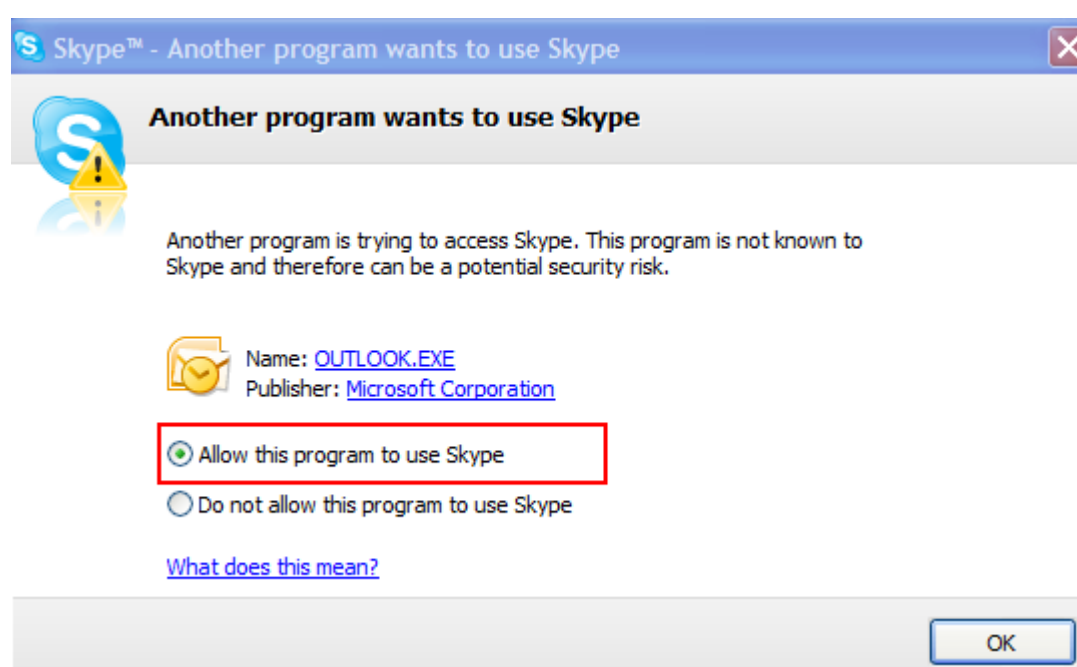 Skype™ - Another program wants to use Skype
Another program wants to use Skype
Another program is trying to access Skype. This program is not known to
Skype and therefore can be a potential security risk.
Name: OUTLOOK.EXE
Publisher: Microsoft Corporation
Allow this program to use Skype
Do not allow this program to use Skype
What does this mean?
OK